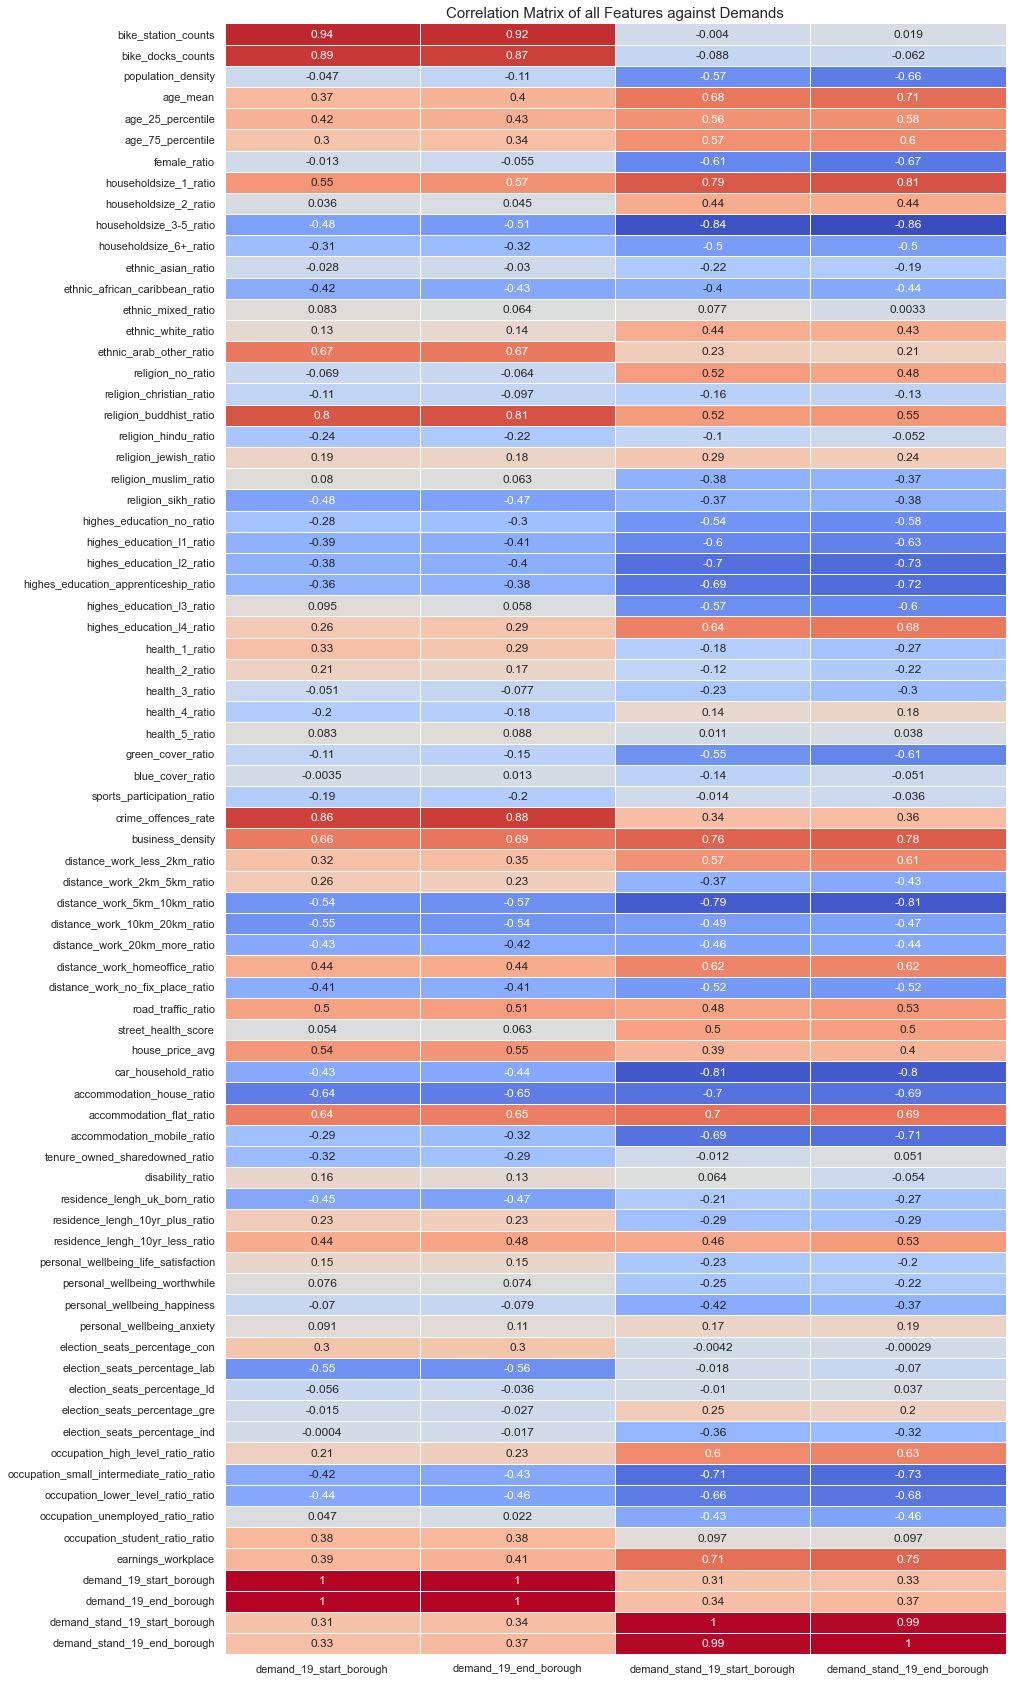 Correlation Matrix of all Features against Demands
bike_station_counts 0.94 0.92 -0.004 0.019
bike_docks_counts 0.89 0.87 -0.088 -0.062
population_density -0.047 -0.11 -0.57 -0.66
age_mean 0.37 0.4 0.68 0.71
age_25_percentile 0.42 0.43 0.56 0.58
age_75_percentile 0.3 0.34 0.57 0.6
female_ratio -0.013 -0.055 -0.61 -0.67
householdsize_1_ratio 0.55 0.57 0.79 0.81
householdsize_2_ratio 0.036 0.045 0.44 0.44
householdsize_3-5_ratio -0.48 -0.51 -0.84 -0.86
householdsize_6+_ratio -0.31 -0.32 -0.5 -0.5
ethnic_asian_ratio -0.028 -0.03 -0.22 -0.19
ethnic_african_caribbean_ratio -0.42 -0.43 -0.4 -0.44
ethnic_mixed_ratio 0.083 0.064 0.077 0.0033
ethnic_white_ratio 0.13 0.14 0.44 0.43
ethnic_arab_other_ratio 0.67 0.67 0.23 0.21
religion_no_ratio -0.069 -0.064 0.52 0.48
religion_christian_ratio -0.11 -0.097 -0.16 -0.13
religion_buddhist_ratio 0.8 0.81 0.52 0.55
religion_hindu_ratio -0.24 -0.22 -0.1 -0.052
religion_jewish_ratio 0.19 0.18 0.29 0.24
religion_muslim_ratio 0.08 0.063 -0.38 -0.37
religion_sikh_ratio -0.48 -0.47 -0.37 -0.38
highes_education_no_ratio -0.28 -0.3 -0.54 -0.58
highes_education_l1_ratio -0.39 -0.41 -0.6 -0.63
highes_education_l2_ratio -0.38 -0.4 -0.7 -0.73
highes_education_apprenticeship_ratio -0.36 -0.38 -0.69 -0.72
highes_education_l3_ratio 0.095 0.058 -0.57 -0.6
highes_education_l4_ratio 0.26 0.29 0.64 0.68
health_1_ratio 0.33 0.29 -0.18 -0.27
health_2_ratio 0.21 0.17 -0.12 -0.22
health_3_ratio -0.051 -0.077 -0.23 -0.3
health_4_ratio -0.2 -0.18 0.14 0.18
health_5_ratio 0.083 0.088 0.011 0.038
green_cover_ratio -0.11 -0.15 -0.55 -0.61
blue_cover_ratio -0.0035 0.013 -0.14 -0.051
sports_participation_ratio -0.19 -0.2 -0.014 -0.036
crime_offences_rate 0.86 0.88 0.34 0.36
business_density 0.66 0.69 0.76 0.78
distance_work_less_2km_ratio 0.32 0.35 0.57 0.61
distance_work_2km_5km_ratio 0.26 0.23 -0.37 -0.43
distance_work_5km_10km_ratio -0.54 -0.57 -0.79 -0.81
distance_work_10km_20km_ratio -0.55 -0.54 -0.49 -0.47
distance_work_20km_more_ratio -0.43 -0.42 -0.46 -0.44
distance_work_homeoffice_ratio 0.44 0.44 0.62 0.62
distance_work_no_fix_place_ratio -0.41 -0.41 -0.52 -0.52
road_traffic_ratio 0.5 0.51 0.48 0.53
street_health_score 0.054 0.063 0.5 0.5
house_price_avg 0.54 0.55 0.39 0.4
car_household_ratio -0.43 -0.44 -0.81 -0.8
accommodation_house_ratio -0.64 -0.65 -0.7 -0.69
accommodation_flat_ratio 0.64 0.65 0.7 0.69
accommodation_mobile_ratio -0.29 -0.32 -0.69 -0.71
tenure_owned_sharedowned_ratio -0.32 -0.29 -0.012 0.051
disability_ratio 0.16 0.13 0.064 -0.054
residence_lengh_uk_born_ratio -0.45 -0.47 -0.21 -0.27
residence_lengh_10yr_plus_ratio 0.23 0.23 -0.29 -0.29
residence_lengh_10yr_less_ratio 0.44 0.48 0.46 0.53
personal_wellbeing_life_satisfaction 0.15 0.15 -0.23 -0.2
personal_wellbeing_worthwhile 0.076 0.074 -0.25 -0.22
personal_wellbeing_happiness -0.07 -0.079 -0.42 -0.37
personal_wellbeing_anxiety 0.091 0.11 0.17 0.19
election_seats_percentage_con 0.3 0.3 -0.0042 -0.00029
election_seats_percentage_lab -0.55 -0.56 -0.018 -0.07
election_seats_percentage_ld -0.056 -0.036 -0.01 0.037
election_seats_percentage_gre -0.015 -0.027 0.25 0.2
election_seats_percentage_ind -0.0004 -0.017 -0.36 -0.32
occupation_high_level_ratio_ratio 0.21 0.23 0.6 0.63
occupation_small_intermediate_ratio_ratio -0.42 -0.43 -0.71 -0.73
occupation_lower_level_ratio_ratio -0.44 -0.46 -0.66 -0.68
occupation_unemployed_ratio_ratio 0.047 0.022 -0.43 -0.46
occupation_student_ratio_ratio 0.38 0.38 0.097 0.097
earnings_workplace 0.39 0.41 0.71 0.75
demand_19_start_borough 1 1 0.31 0.33
demand_19_end_borough 1 1 0.34 0.37
demand_stand_19_start_borough 0.31 0.34 1 0.99
demand_stand_19_end_borough 0.33 0.37 0.99 1
demand_19_start_borough demand_19_end_borough demand_stand_19_start_borough demand_stand_19_end_borough